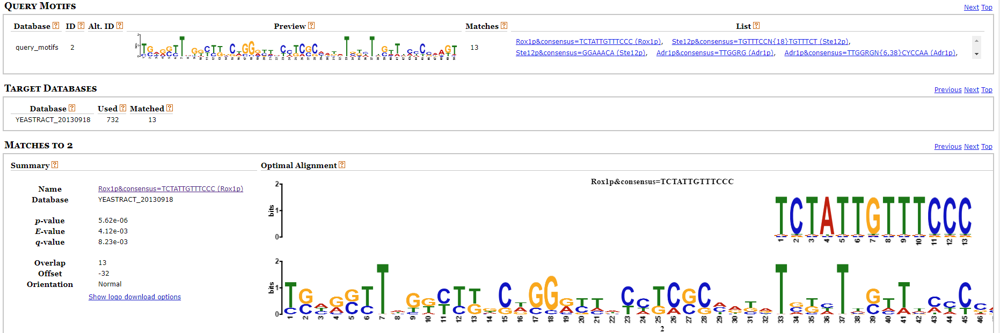 QUERY MOTIFS
Next Top
Database ? ID ? Alt. ID ? Preview ? Matches ? List ?
query_motifs 2 13 Rox1p&consensus=TCTATTGTTTCCC (Rox1p), Ste12p&consensus=TGTTTCCN{18}TGTTTCT (Ste12p),
Ste12p&consensus=GGAAACA (Ste12p), Adr1p&consensus=TTGGRG (Adr1p), Adr1p&consensus=TTGGRGN{6,38}CYCCAA (Adr1p),
TARGET DATABASES
Previous Next Top
Database ? Used ? Matched ?
YEASTRACT_20130918 732 13
MATCHES TO 2
Previous Next Top
Summary ? Optimal Alignment ?
Name Rox1p&consensus=TCTATTGTTTCCC (Rox1p)
Database YEASTRACT_20130918
p-value 5.62e-06
E-value 4.12e-03
q-value 8.23e-03
Overlap 13
Offset -32
Orientation Normal
Show logo download options
Rox1p&consensus=TCTATTGTTTCCC
2
bits
1
0
TCTATTGTTTCCC
1 2 3 4 5 6 7 8 9 10 11 12 13
2
bits
1
0
1 2 3 4 5 6 7 8 9 10 11 12 13 14 15 16 17 18 19 20 21 22 23 24 25 26 27 28 29 30 31 32 33 34 35 36 37 38 39 40 41 42 43 44 45 46
2